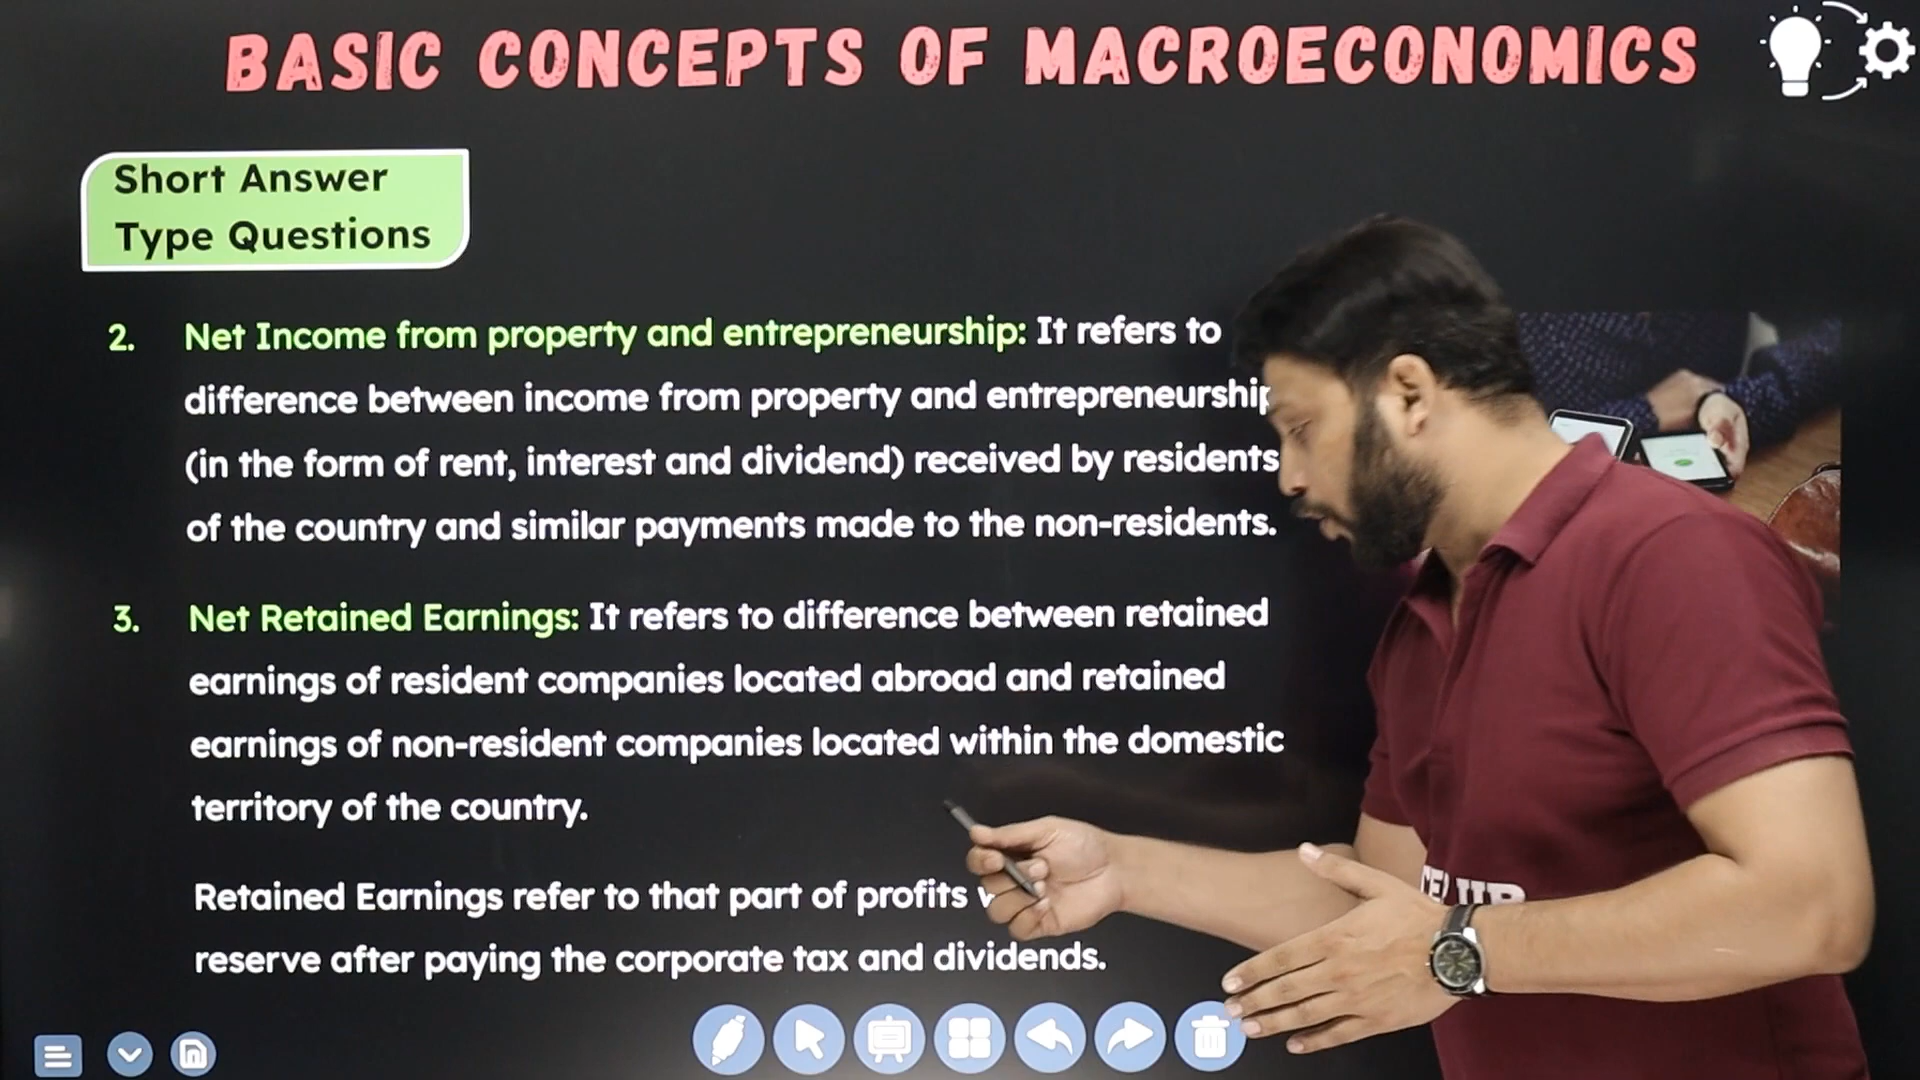 BASIC CONCEPTS OF MACROECONOMICS
Short Answer
Type Questions
2. Net Income from property and entrepreneurship: It refers to
difference between income from property and entrepreneurship
(in the form of rent, interest and dividend) received by residents
of the country and similar payments made to the non-residents.
3. Net Retained Earnings: It refers to difference between retained
earnings of resident companies located abroad and retained
earnings of non-resident companies located within the domestic
territory of the country.
Retained Earnings refer to that part of profits
reserve after paying the corporate tax and dividends.